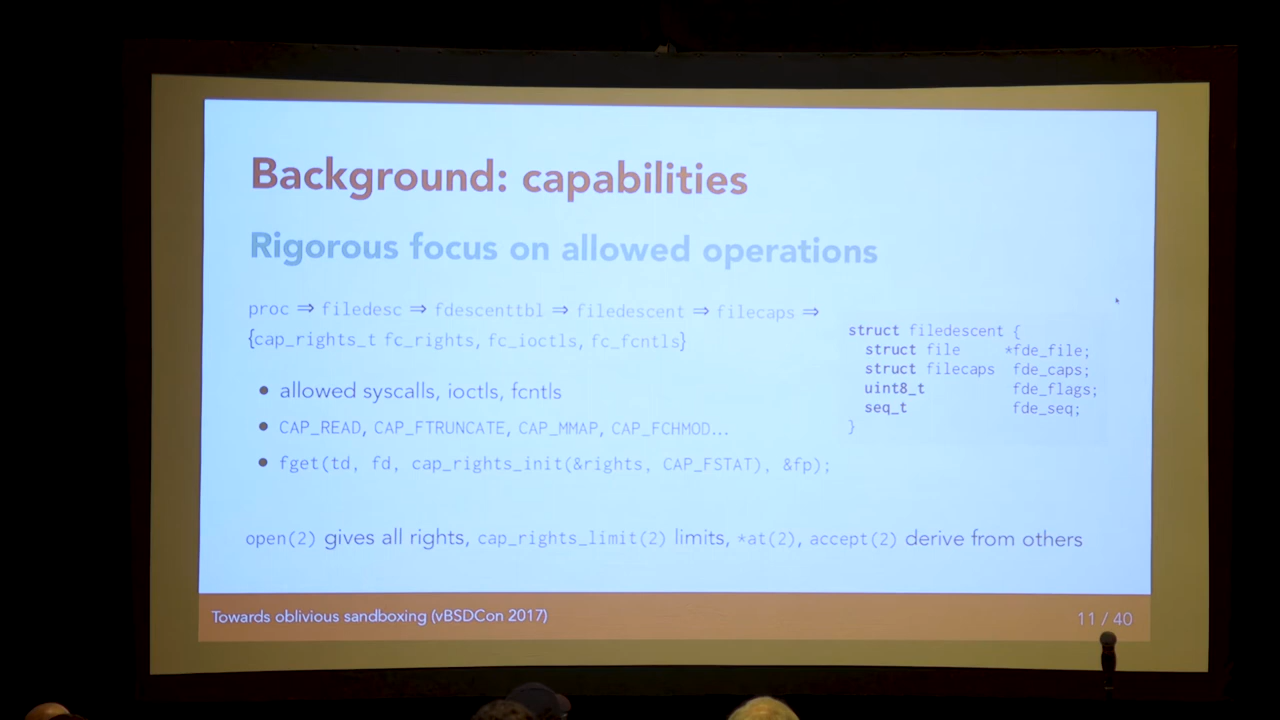 Background: capabilities
Rigorous focus on allowed operations
proc ⇒ filedesc ⇒ fdescenttbl ⇒ filedescent ⇒ filecaps ⇒
{cap_rights_t fc_rights, fc_ioctls, fc_fcntls}
• allowed syscalls, ioctls, fcntls
• CAP_READ, CAP_FTRUNCATE, CAP_MMAP, CAP_FCHMOD...
• fget(td, fd, cap_rights_init(&rights, CAP_FSTAT), &fp);
struct filedescent {
struct file *fde_file;
struct filecaps fde_caps;
uint8_t fde_flags;
seq_t fde_seq;
}
open(2) gives all rights, cap_rights_limit(2) limits, *at(2), accept(2) derive from others
Towards oblivious sandboxing (vBSDCon 2017)
11 / 40